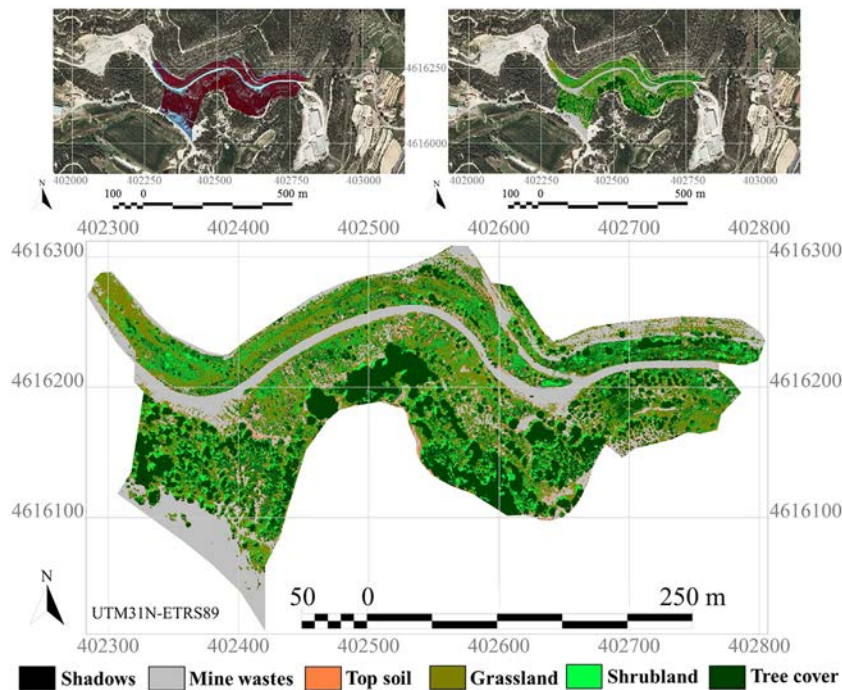 4616250
4616000
402000 402250 402500 402750 403000
402000 402250 402500 402750 403000
N
100 0 500 m
N
100 0 500 m
402300 402400 402500 402600 402700 402800
4616300 4616300
4616200 4616200
4616100 4616100
N
50 0 250 m
UTM31N-ETRS89
402300 402400 402500 402600 402700 402800
Shadows Mine wastes Top soil Grassland Shrubland Tree cover